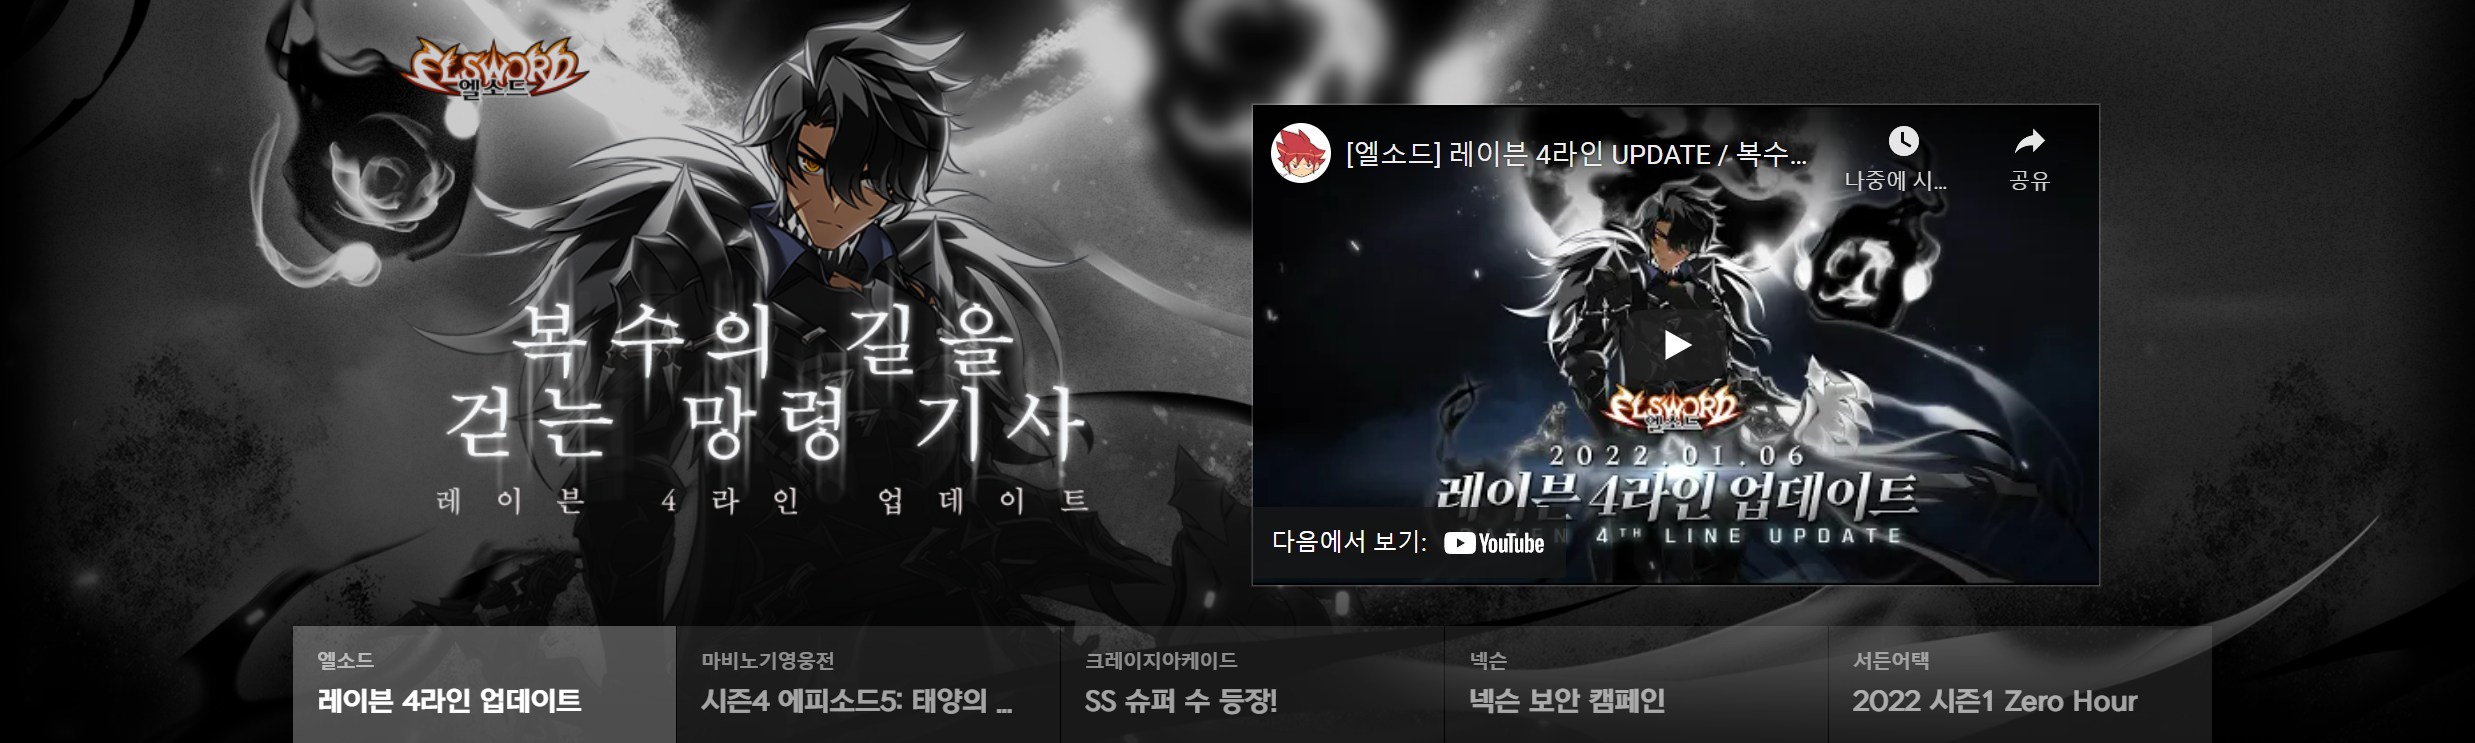 ELSWORD
엘소드
복수의 길을
걷는 망령 기사
레이븐 4라인 업데이트
[엘소드] 레이븐 4라인 UPDATE / 복수...
나중에 시...
공유
ELSWORD
엘소드
2022.01.06
레이븐 4라인 업데이트
4TH LINE UPDATE
다음에서 보기: YouTube
엘소드
레이븐 4라인 업데이트
마비노기영웅전
시즌4 에피소드5: 태양의 ...
크레이지아케이드
SS 슈퍼 수 등장!
넥슨
넥슨 보안 캠페인
서든어택
2022 시즌1 Zero Hour